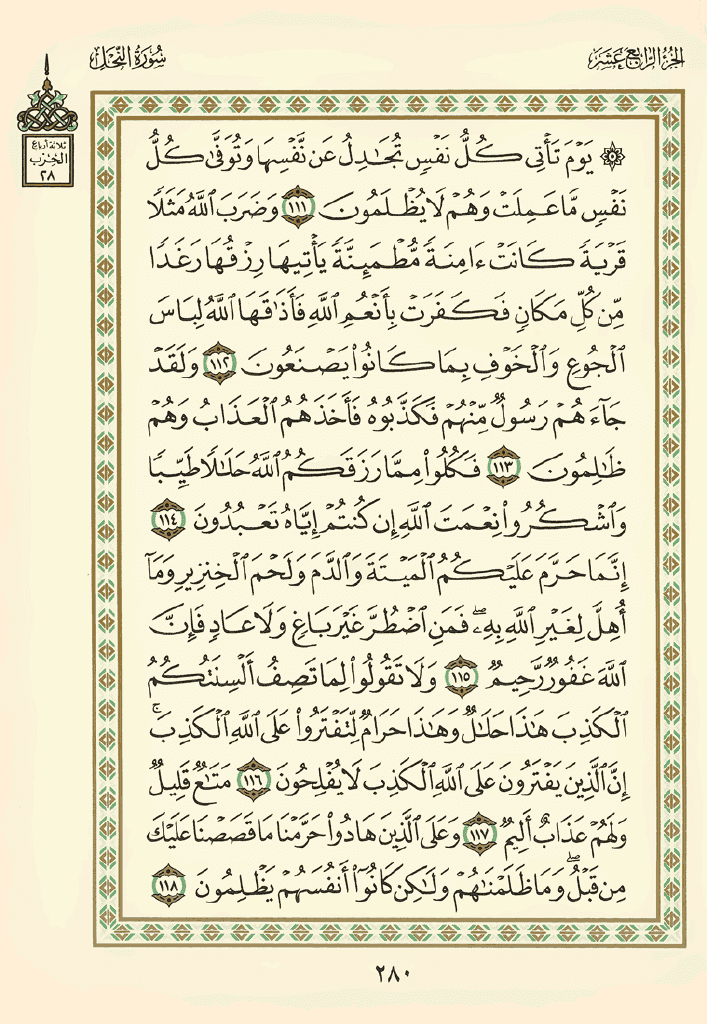 الجزء الرابع عشر
سورة النحل
ثلاثة أرباع
الحزب
٢٨
۞ يَوْمَ تَأْتِى كُلُّ نَفْسٍ تُجَٰدِلُ عَن نَّفْسِهَا وَتُوَفَّىٰ كُلُّ
نَفْسٍ مَّا عَمِلَتْ وَهُمْ لَا يُظْلَمُونَ ١١١ وَضَرَبَ ٱللَّهُ مَثَلًا
قَرْيَةً كَانَتْ ءَامِنَةً مُّطْمَئِنَّةً يَأْتِيهَا رِزْقُهَا رَغَدًا
مِّن كُلِّ مَكَانٍ فَكَفَرَتْ بِأَنْعُمِ ٱللَّهِ فَأَذَٰقَهَا ٱللَّهُ لِبَاسَ
ٱلْجُوعِ وَٱلْخَوْفِ بِمَا كَانُوا۟ يَصْنَعُونَ ١١٢ وَلَقَدْ
جَآءَهُمْ رَسُولٌ مِّنْهُمْ فَكَذَّبُوهُ فَأَخَذَهُمُ ٱلْعَذَابُ وَهُمْ
ظَٰلِمُونَ ١١٣ فَكُلُوا۟ مِمَّا رَزَقَكُمُ ٱللَّهُ حَلَٰلًا طَيِّبًا
وَٱشْكُرُوا۟ نِعْمَتَ ٱللَّهِ إِن كُنتُمْ إِيَّاهُ تَعْبُدُونَ ١١٤
إِنَّمَا حَرَّمَ عَلَيْكُمُ ٱلْمَيْتَةَ وَٱلدَّمَ وَلَحْمَ ٱلْخِنزِيرِ وَمَآ
أُهِلَّ لِغَيْرِ ٱللَّهِ بِهِۦۖ فَمَنِ ٱضْطُرَّ غَيْرَ بَاغٍ وَلَا عَادٍ فَإِنَّ
ٱللَّهَ غَفُورٌ رَّحِيمٌ ١١٥ وَلَا تَقُولُوا۟ لِمَا تَصِفُ أَلْسِنَتُكُمُ
ٱلْكَذِبَ هَٰذَا حَلَٰلٌ وَهَٰذَا حَرَامٌ لِّتَفْتَرُوا۟ عَلَى ٱللَّهِ ٱلْكَذِبَۚ
إِنَّ ٱلَّذِينَ يَفْتَرُونَ عَلَى ٱللَّهِ ٱلْكَذِبَ لَا يُفْلِحُونَ ١١٦ مَتَٰعٌ قَلِيلٌ
وَلَهُمْ عَذَابٌ أَلِيمٌ ١١٧ وَعَلَى ٱلَّذِينَ هَادُوا۟ حَرَّمْنَا مَا قَصَصْنَا عَلَيْكَ
مِن قَبْلُۖ وَمَا ظَلَمْنَٰهُمْ وَلَٰكِن كَانُوٓا۟ أَنفُسَهُمْ يَظْلِمُونَ ١١٨
٢٨٠